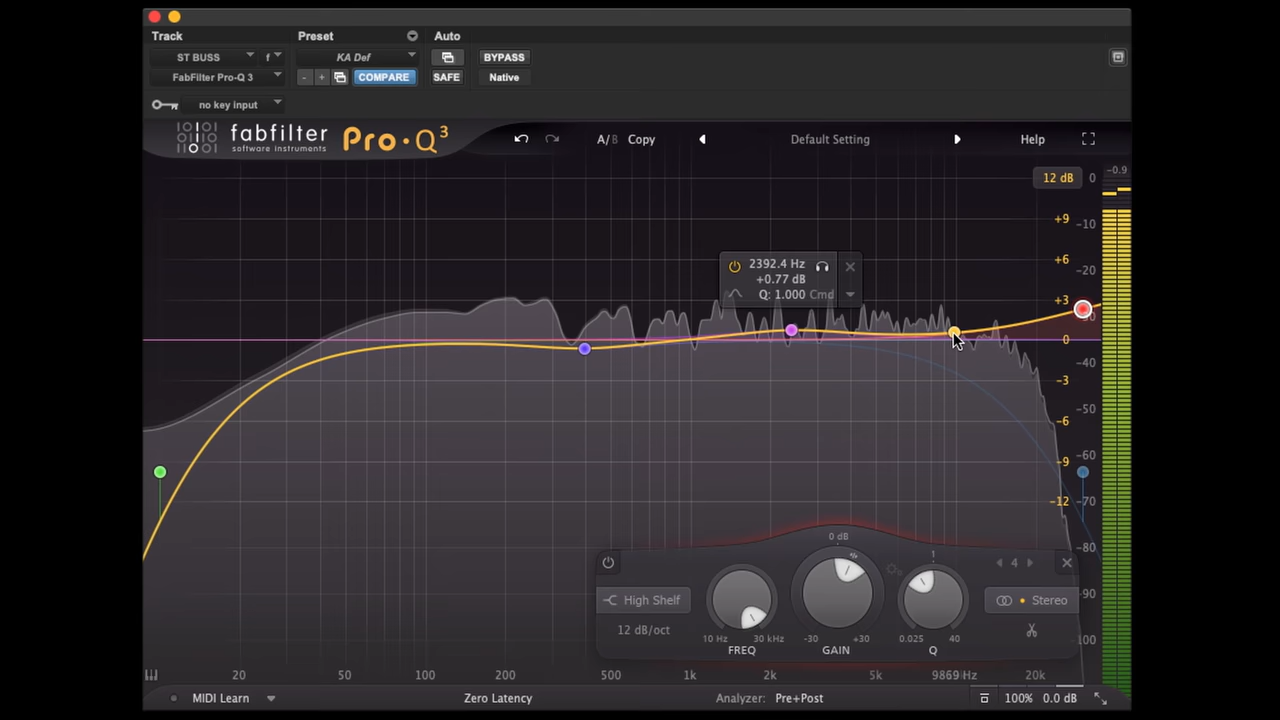 Track Preset Auto
ST BUSS f KA Def BYPASS
FabFilter Pro-Q 3 - + COMPARE SAFE Native
no key input
fabfilter
software instruments
Pro·Q 3
A/B Copy Default Setting Help
12 dB 0 -0.9
+9 -10
+6 -20
+3 -30
0 -40
-3 -50
-6 -60
-9 -70
-12 -80
-90
-100
2392.4 Hz
+0.77 dB
Q: 1.000 Cmd
0 dB 1 4
High Shelf Stereo
12 dB/oct
10 Hz 30 kHz -30 +30 0.025 40
FREQ GAIN Q
20 50 100 200 500 1k 2k 5k 9869 Hz 20k
MIDI Learn Zero Latency Analyzer: Pre+Post 100% 0.0 dB